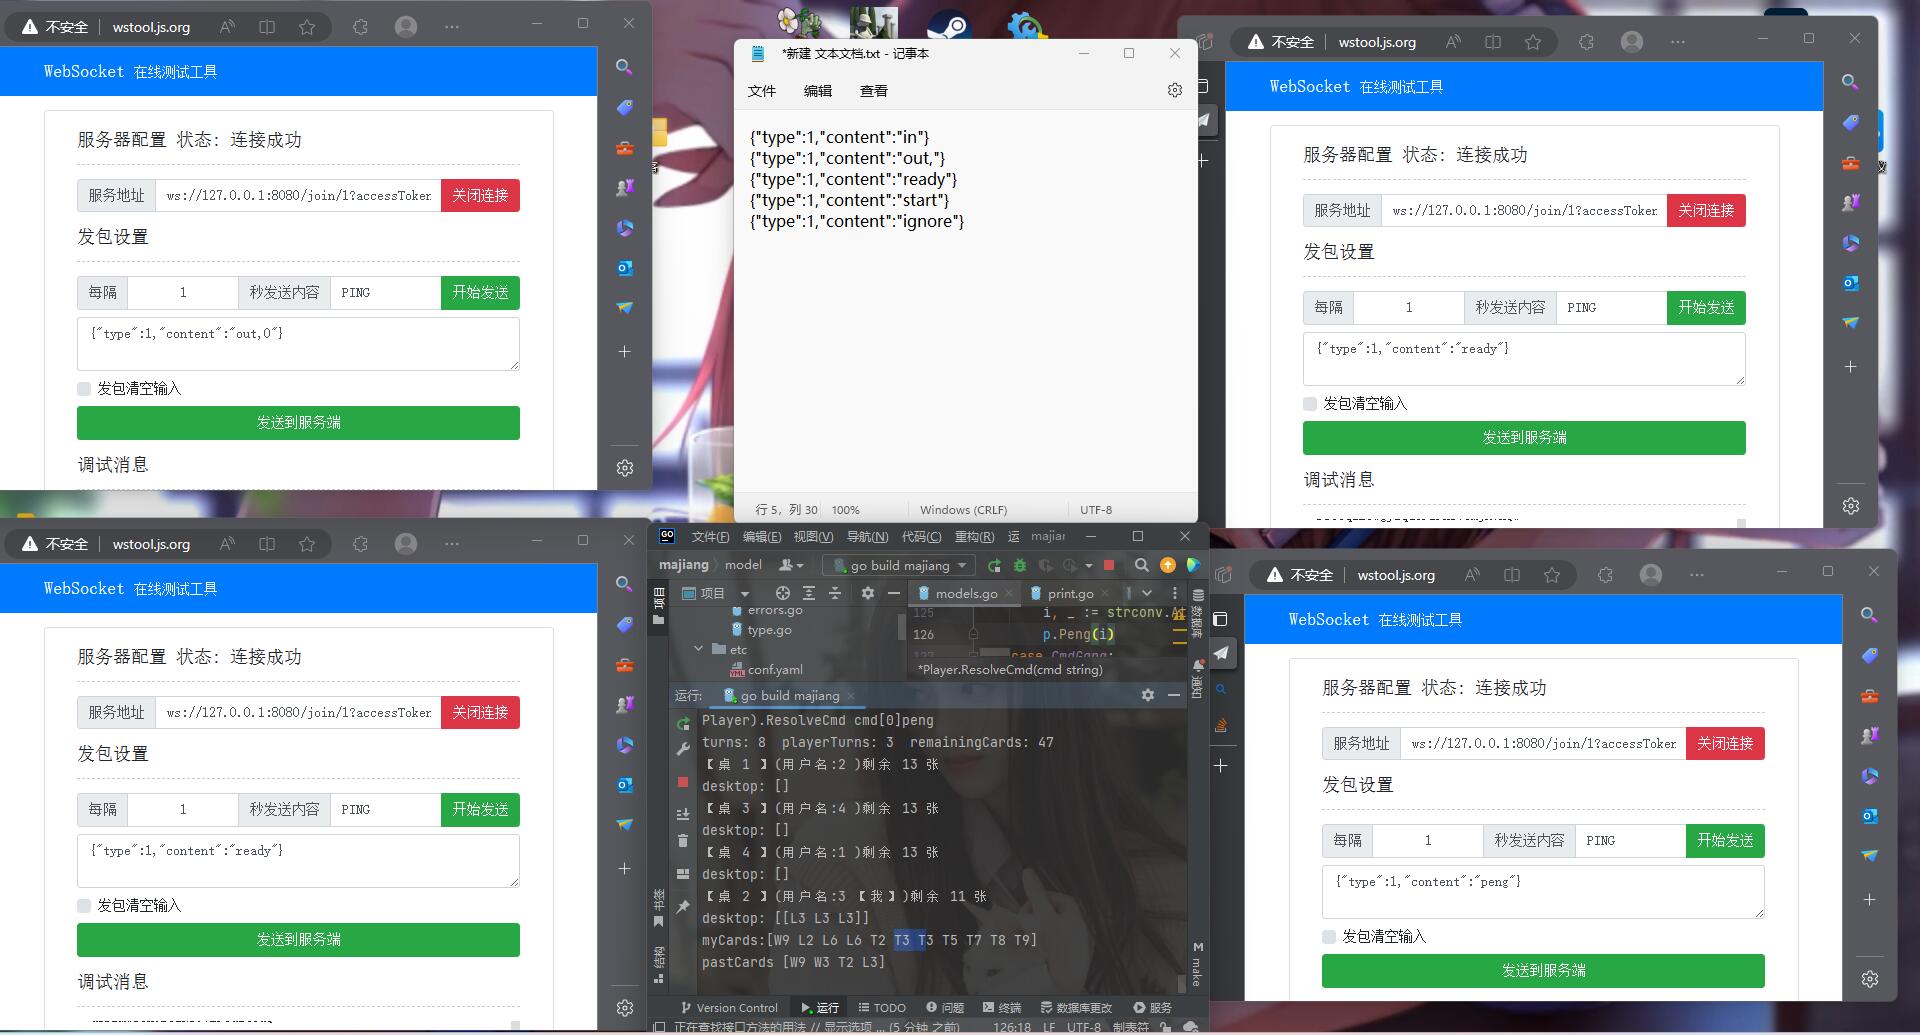 不安全 wstool.js.org
WebSocket 在线测试工具
服务器配置 状态：连接成功
服务地址 ws://127.0.0.1:8080/join/1?accessToken 关闭连接
发包设置
每隔 1 秒发送内容 PING 开始发送
{"type":1,"content":"out,0"}
发包清空输入
发送到服务端
调试消息
*新建 文本文档.txt - 记事本
文件 编辑 查看
{"type":1,"content":"in"}
{"type":1,"content":"out,"}
{"type":1,"content":"ready"}
{"type":1,"content":"start"}
{"type":1,"content":"ignore"}
行 5，列 30 100% Windows (CRLF) UTF-8
不安全 wstool.js.org
WebSocket 在线测试工具
服务器配置 状态：连接成功
服务地址 ws://127.0.0.1:8080/join/1?accessToken 关闭连接
发包设置
每隔 1 秒发送内容 PING 开始发送
{"type":1,"content":"ready"}
发包清空输入
发送到服务端
调试消息
不安全 wstool.js.org
WebSocket 在线测试工具
服务器配置 状态：连接成功
服务地址 ws://127.0.0.1:8080/join/1?accessToken 关闭连接
发包设置
每隔 1 秒发送内容 PING 开始发送
{"type":1,"content":"ready"}
发包清空输入
发送到服务端
调试消息
GO 文件(F) 编辑(E) 视图(V) 导航(N) 代码(C) 重构(R) 运 majiar
majiang model go build majiang
项目 项目 models.go print.go
errors.go
type.go
etc
conf.yaml
125 i, _ := strconv.At
126 p.Peng(i)
127 case CmdGang:
*Player.ResolveCmd(cmd string)
数据库
通知
运行: go build majiang
Player).ResolveCmd cmd[0]peng
turns: 8 playerTurns: 3 remainingCards: 47
【桌 1 】(用户名:2 )剩余 13 张
desktop: []
【桌 3 】(用户名:4 )剩余 13 张
desktop: []
【桌 4 】(用户名:1 )剩余 13 张
desktop: []
【桌 2 】(用户名:3 【我】)剩余 11 张
desktop: [[L3 L3 L3]]
myCards:[W9 L2 L6 L6 T2 T3 T3 T5 T7 T8 T9]
pastCards [W9 W3 T2 L3]
书签
结构
make
Version Control 运行 TODO 问题 终端 数据库更改 服务
正在查找接口方法的用法 // 显示选项 ... (5 分钟 之前) 126:18 LF UTF-8 制表符
不安全 wstool.js.org
WebSocket 在线测试工具
服务器配置 状态：连接成功
服务地址 ws://127.0.0.1:8080/join/1?accessToken 关闭连接
发包设置
每隔 1 秒发送内容 PING 开始发送
{"type":1,"content":"peng"}
发包清空输入
发送到服务端